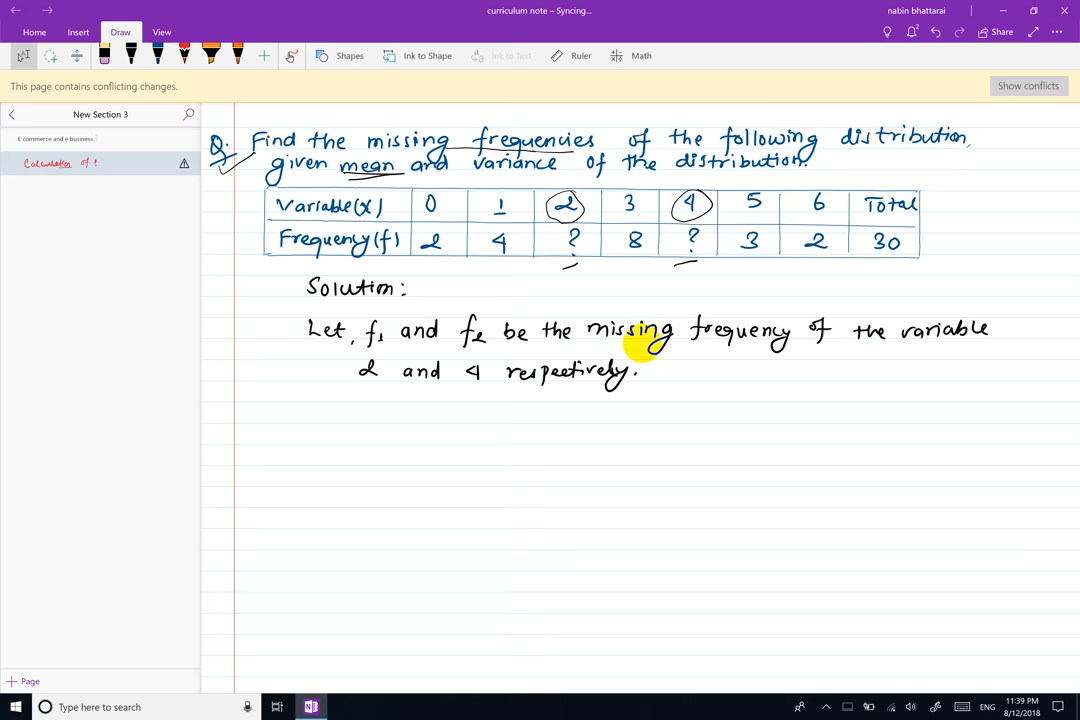 curriculum note – Syncing...
nabin bhattarai
Home Insert Draw View
Share
Shapes Ink to Shape Ink to Text Ruler Math
This page contains conflicting changes.
Show conflicts
New Section 3
E commerce and e business
Calculation of !
Q. Find the missing frequencies of the following distribution,
given mean and variance of the distribution.
Variable(x) 0 1 2 3 4 5 6 Total
Frequency(f) 2 4 ? 8 ? 3 2 30
Solution:
Let, f1 and f2 be the missing frequency of the variable
2 and 4 respectively.
+ Page
Type here to search
ENG
11:39 PM
8/12/2018